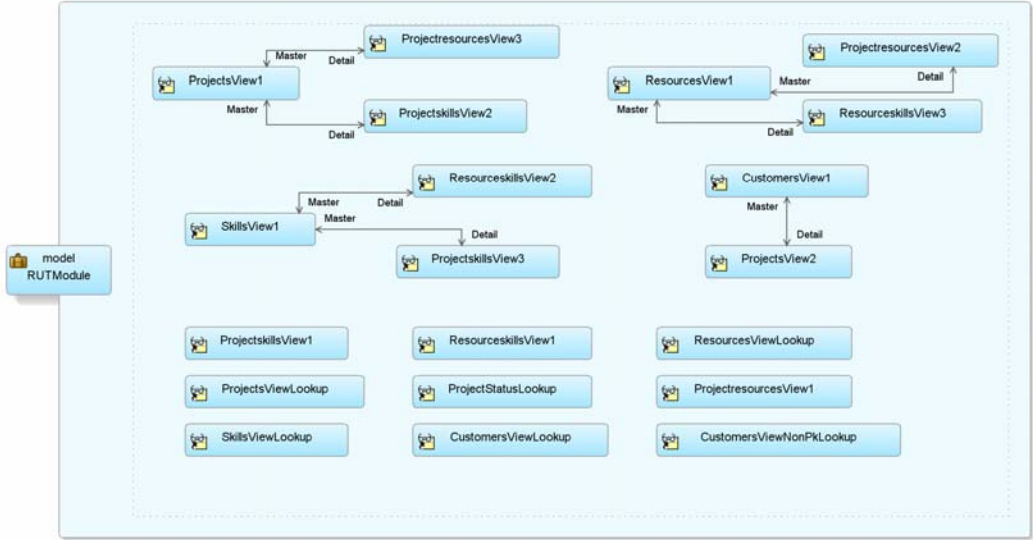 ProjectresourcesView3
Master
Detail
ProjectsView1
Master
ProjectskillsView2
Detail
ProjectresourcesView2
ResourcesView1
Master
Detail
Master
ResourceskillsView3
Detail
ResourceskillsView2
Master
Detail
Master
SkillsView1
Detail
ProjectskillsView3
CustomersView1
Master
Detail
ProjectsView2
model
RUTModule
ProjectskillsView1
ResourceskillsView1
ResourcesViewLookup
ProjectsViewLookup
ProjectStatusLookup
ProjectresourcesView1
SkillsViewLookup
CustomersViewLookup
CustomersViewNonPkLookup